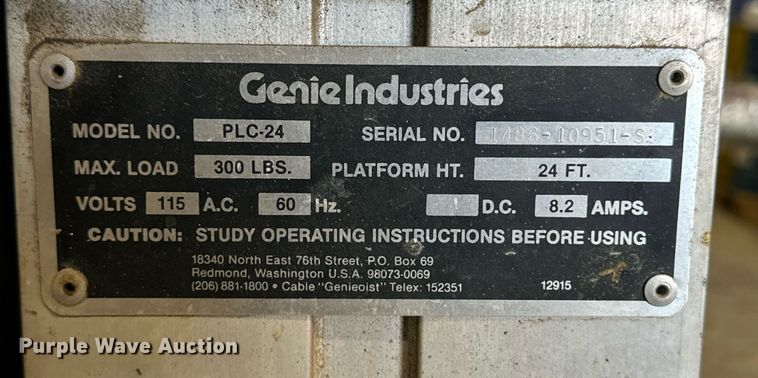 Genie Industries
MODEL NO. PLC-24 SERIAL NO.
MAX. LOAD 300 LBS. PLATFORM HT. 24 FT.
VOLTS 115 A.C. 60 Hz. D.C. 8.2 AMPS.
CAUTION: STUDY OPERATING INSTRUCTIONS BEFORE USING
18340 North East 76th Street, P.O. Box 69
Redmond, Washington U.S.A. 98073-0069
(206) 881-1800 • Cable "Genieoist" Telex: 152351 12915
Purple Wave Auction